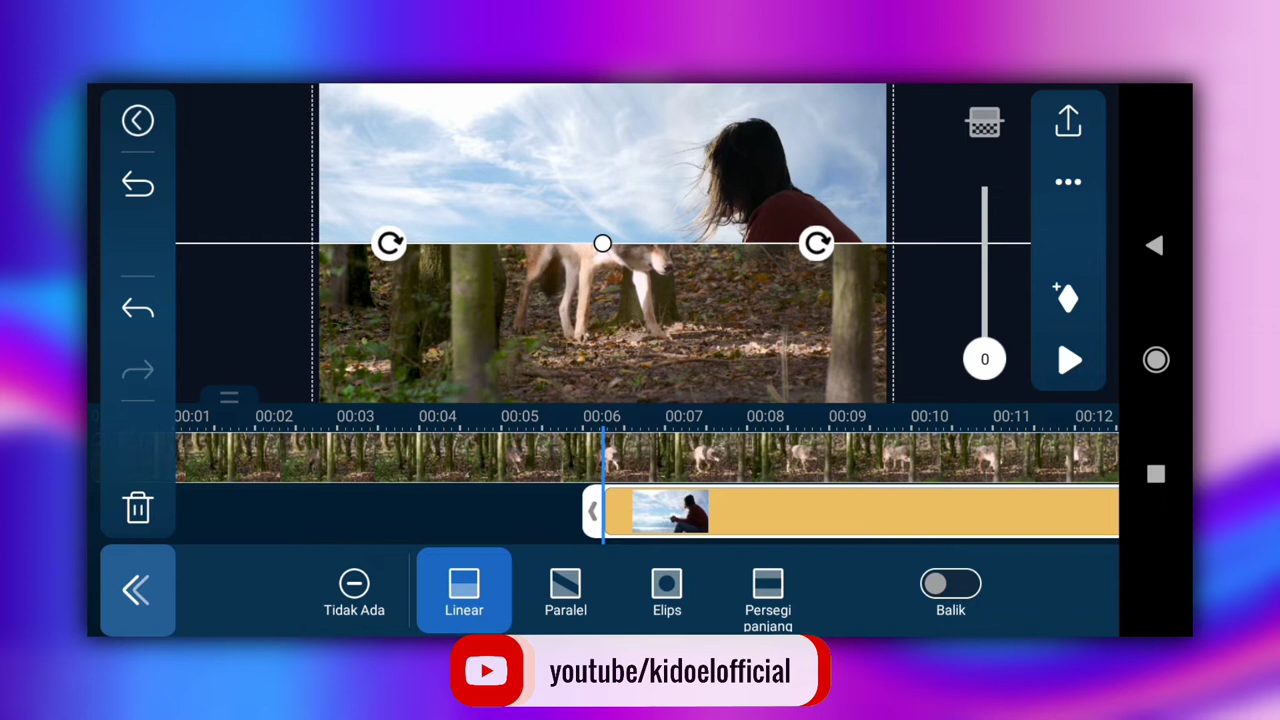 0
00:01 00:02 00:03 00:04 00:05 00:06 00:07 00:08 00:09 00:10 00:11 00:12
Tidak Ada
Linear
Paralel
Elips
Persegi
panjang
Balik
youtube/kidoelofficial